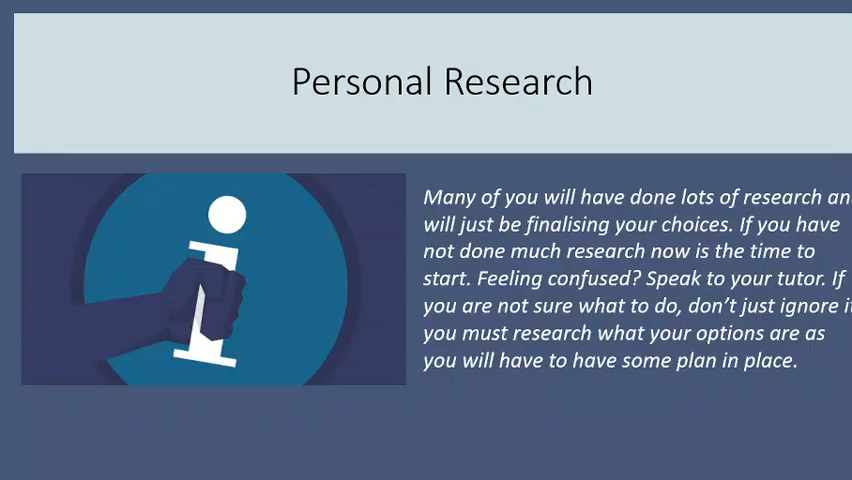 Personal Research
Many of you will have done lots of research an
will just be finalising your choices. If you have
not done much research now is the time to
start. Feeling confused? Speak to your tutor. If
you are not sure what to do, don’t just ignore it
you must research what your options are as
you will have to have some plan in place.